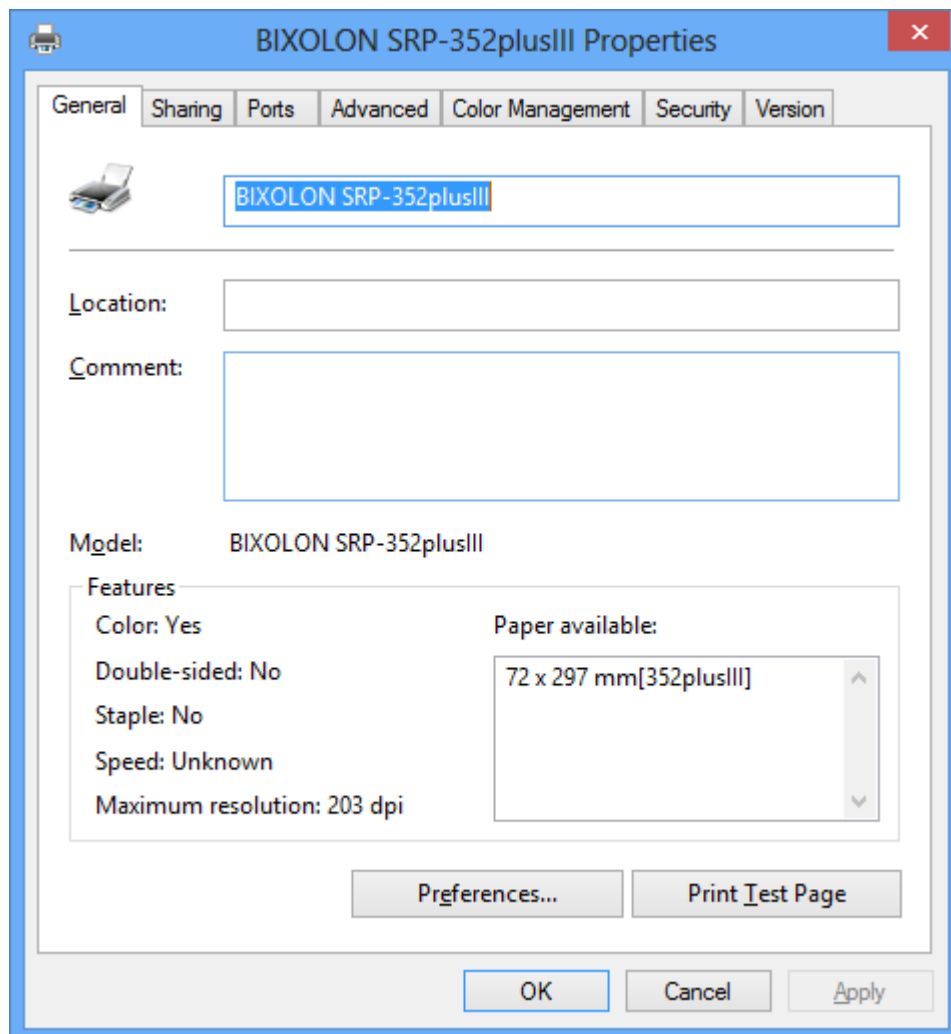 BIXOLON SRP-352plusIII Properties
General Sharing Ports Advanced Color Management Security Version
BIXOLON SRP-352plusIII
Location:
Comment:
Model: BIXOLON SRP-352plusIII
Features
Color: Yes
Double-sided: No
Staple: No
Speed: Unknown
Maximum resolution: 203 dpi
Paper available:
72 x 297 mm[352plusIII]
Preferences... Print Test Page
OK Cancel Apply